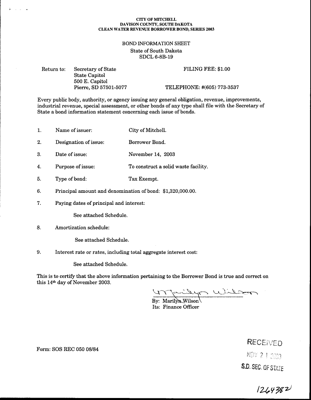 CITY OF MITCHELL
DAVISON COUNTY, SOUTH DAKOTA
CLEAN WATER REVENUE BORROWER BOND, SERIES 2003
BOND INFORMATION SHEET
State of South Dakota
SDCL 6-8B-19
Return to: Secretary of State FILING FEE: $1.00
State Capitol
500 E. Capitol
Pierre, SD 57501-5077 TELEPHONE: #(605) 773-3537
Every public body, authority, or agency issuing any general obligation, revenue, improvements,
industrial revenue, special assessment, or other bonds of any type shall file with the Secretary of
State a bond information statement concerning each issue of bonds.
1. Name of issuer: City of Mitchell.
2. Designation of issue: Borrower Bond.
3. Date of issue: November 14, 2003
4. Purpose of issue: To construct a solid waste facility.
5. Type of bond: Tax Exempt.
6. Principal amount and denomination of bond: $1,320,000.00.
7. Paying dates of principal and interest:
See attached Schedule.
8. Amortization schedule:
See attached Schedule.
9. Interest rate or rates, including total aggregate interest cost:
See attached Schedule.
This is to certify that the above information pertaining to the Borrower Bond is true and correct on
this 14th day of November 2003.
Marilyn Wilson
By: Marilyn Wilson
Its: Finance Officer
RECEIVED
NOV 21
S.D. SEC. OF STATE
Form: SOS REC 050 08/84
1264382